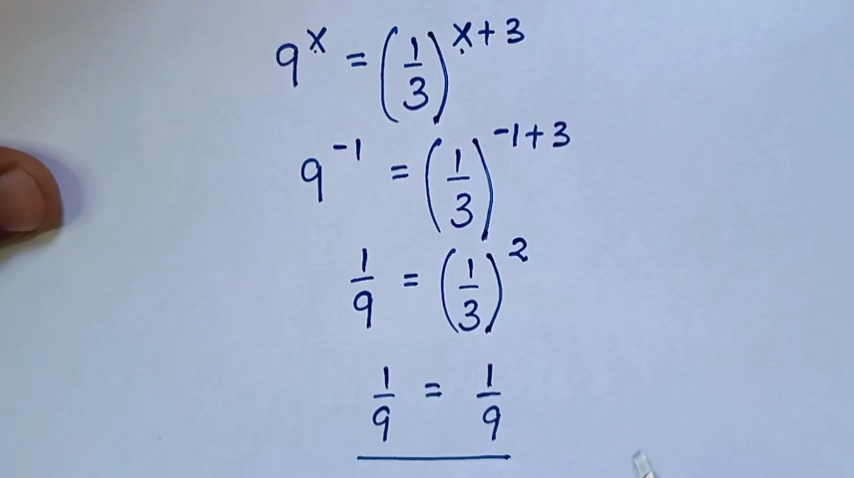 9^x = (1/3)^x+3
9^-1 = (1/3)^-1+3
1/9 = (1/3)^2
1/9 = 1/9